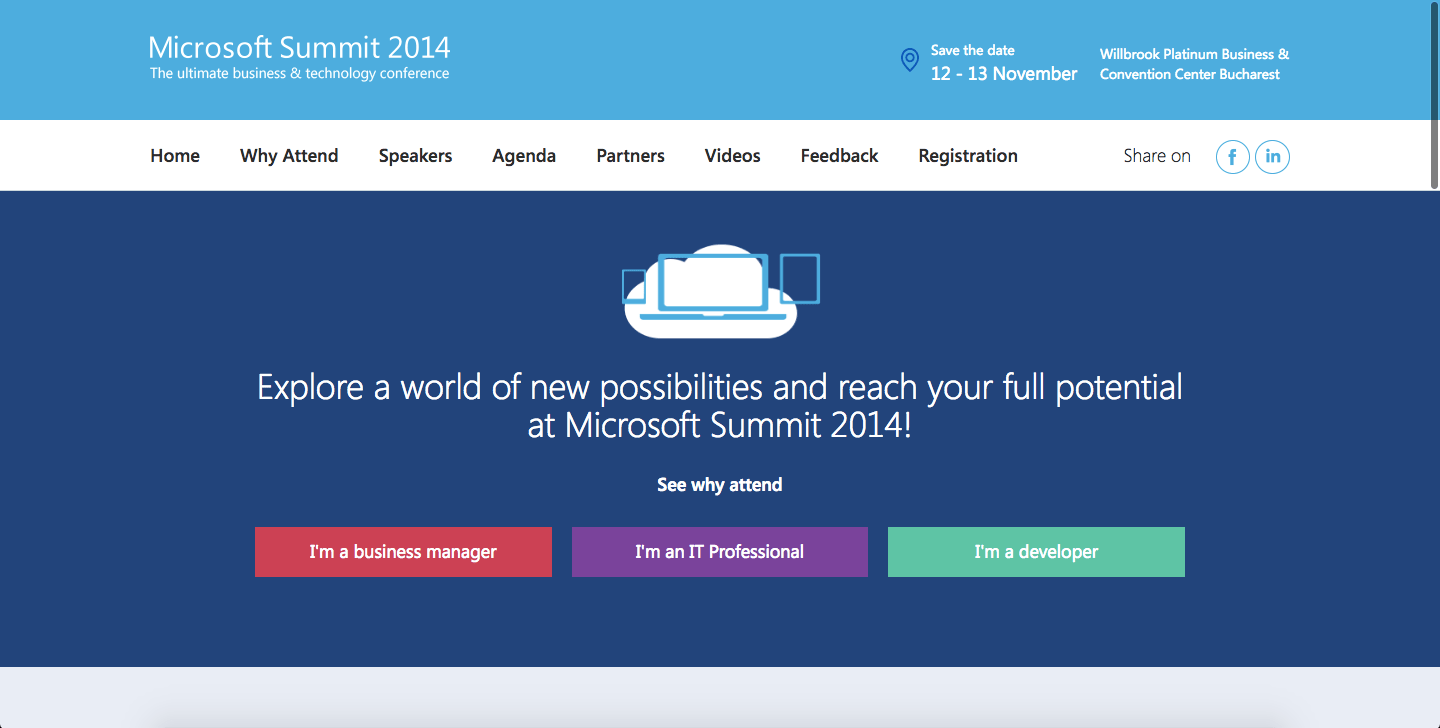 Microsoft Summit 2014
The ultimate business & technology conference
Save the date
12 - 13 November
Willbrook Platinum Business &
Convention Center Bucharest
Home Why Attend Speakers Agenda Partners Videos Feedback Registration Share on f in
Explore a world of new possibilities and reach your full potential
at Microsoft Summit 2014!
See why attend
I'm a business manager I'm an IT Professional I'm a developer